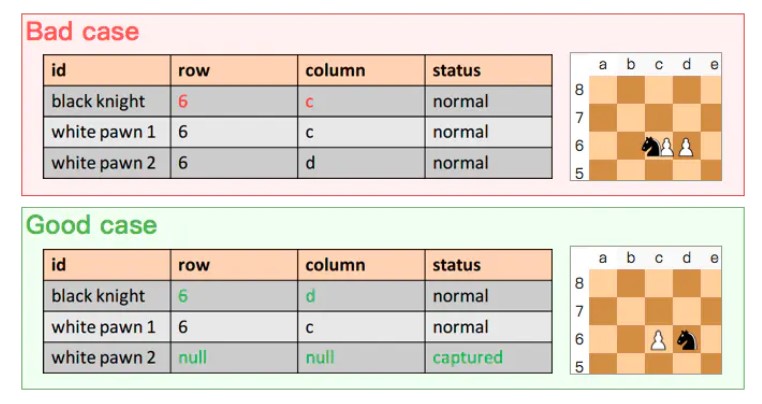 Bad case
id row column status
black knight 6 c normal
white pawn 1 6 c normal
white pawn 2 6 d normal
a b c d e
8
7
6
5
Good case
id row column status
black knight 6 d normal
white pawn 1 6 c normal
white pawn 2 null null captured
a b c d e
8
7
6
5